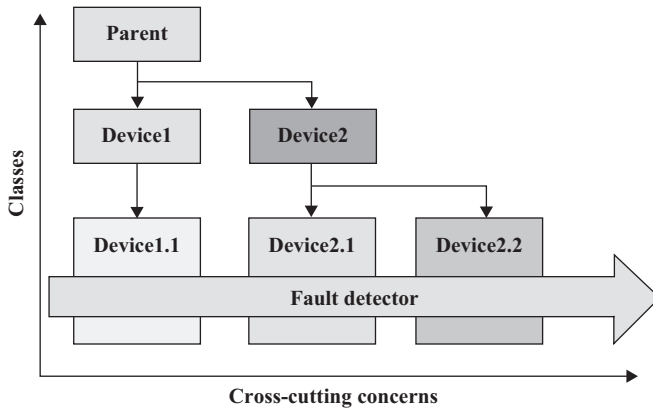 Parent
Device1
Device2
Classes
Device1.1
Device2.1
Device2.2
Fault detector
Cross-cutting concerns